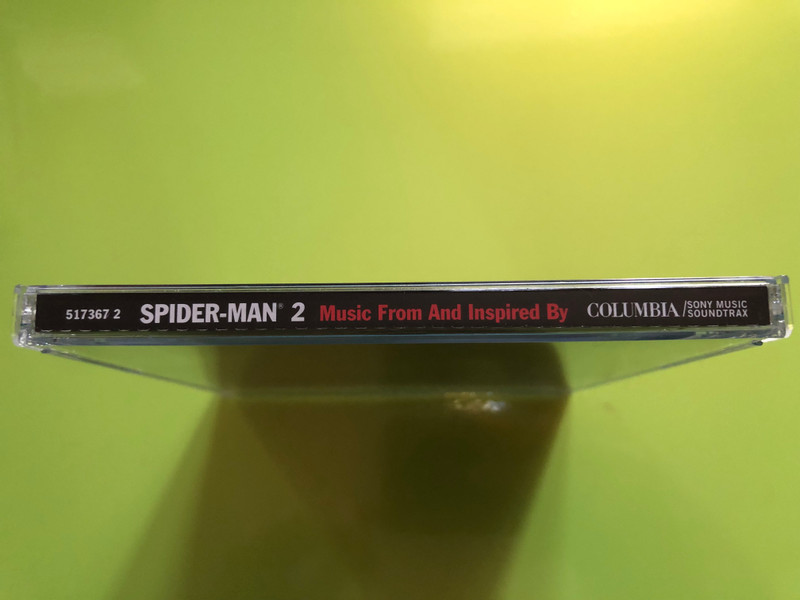 517367 2 SPIDER-MAN® 2 Music From And Inspired By COLUMBIA/SONY MUSIC
SOUNDTRAX